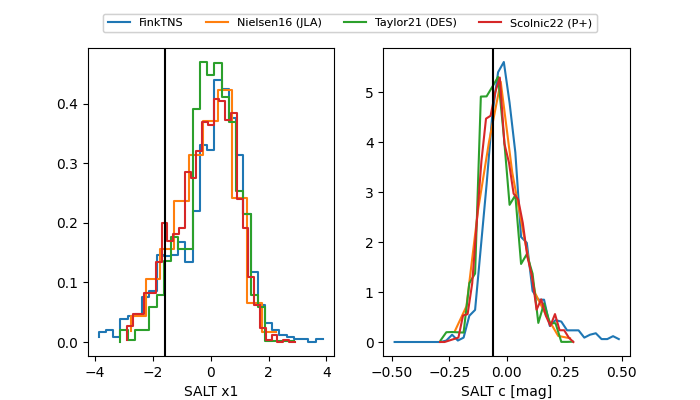 FinkTNS Nielsen16 (JLA) Taylor21 (DES) Scolnic22 (P+)
0.4
0.3
0.2
0.1
0.0
−4 −2 0 2 4
SALT x1
5
4
3
2
1
0
−0.50 −0.25 0.00 0.25 0.50
SALT c [mag]